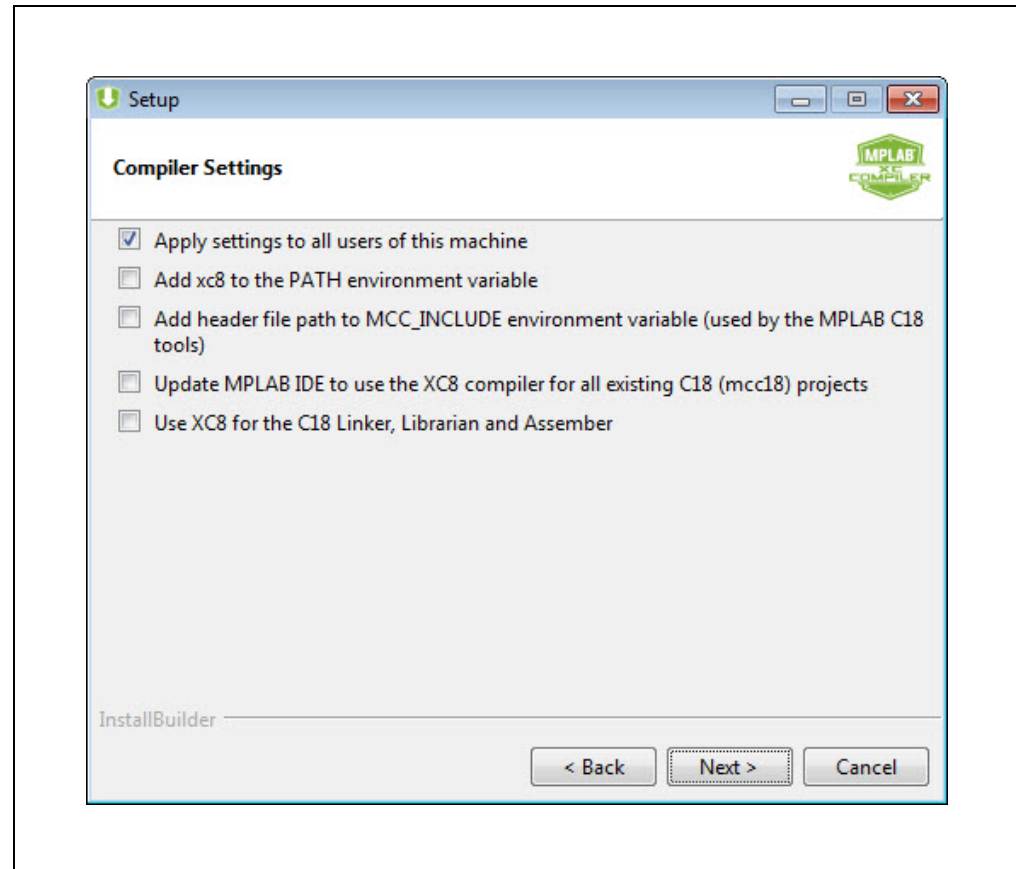 Setup
Compiler Settings
MPLAB
XC
COMPILER
Apply settings to all users of this machine
Add xc8 to the PATH environment variable
Add header file path to MCC_INCLUDE environment variable (used by the MPLAB C18
tools)
Update MPLAB IDE to use the XC8 compiler for all existing C18 (mcc18) projects
Use XC8 for the C18 Linker, Librarian and Assember
InstallBuilder
< Back
Next >
Cancel